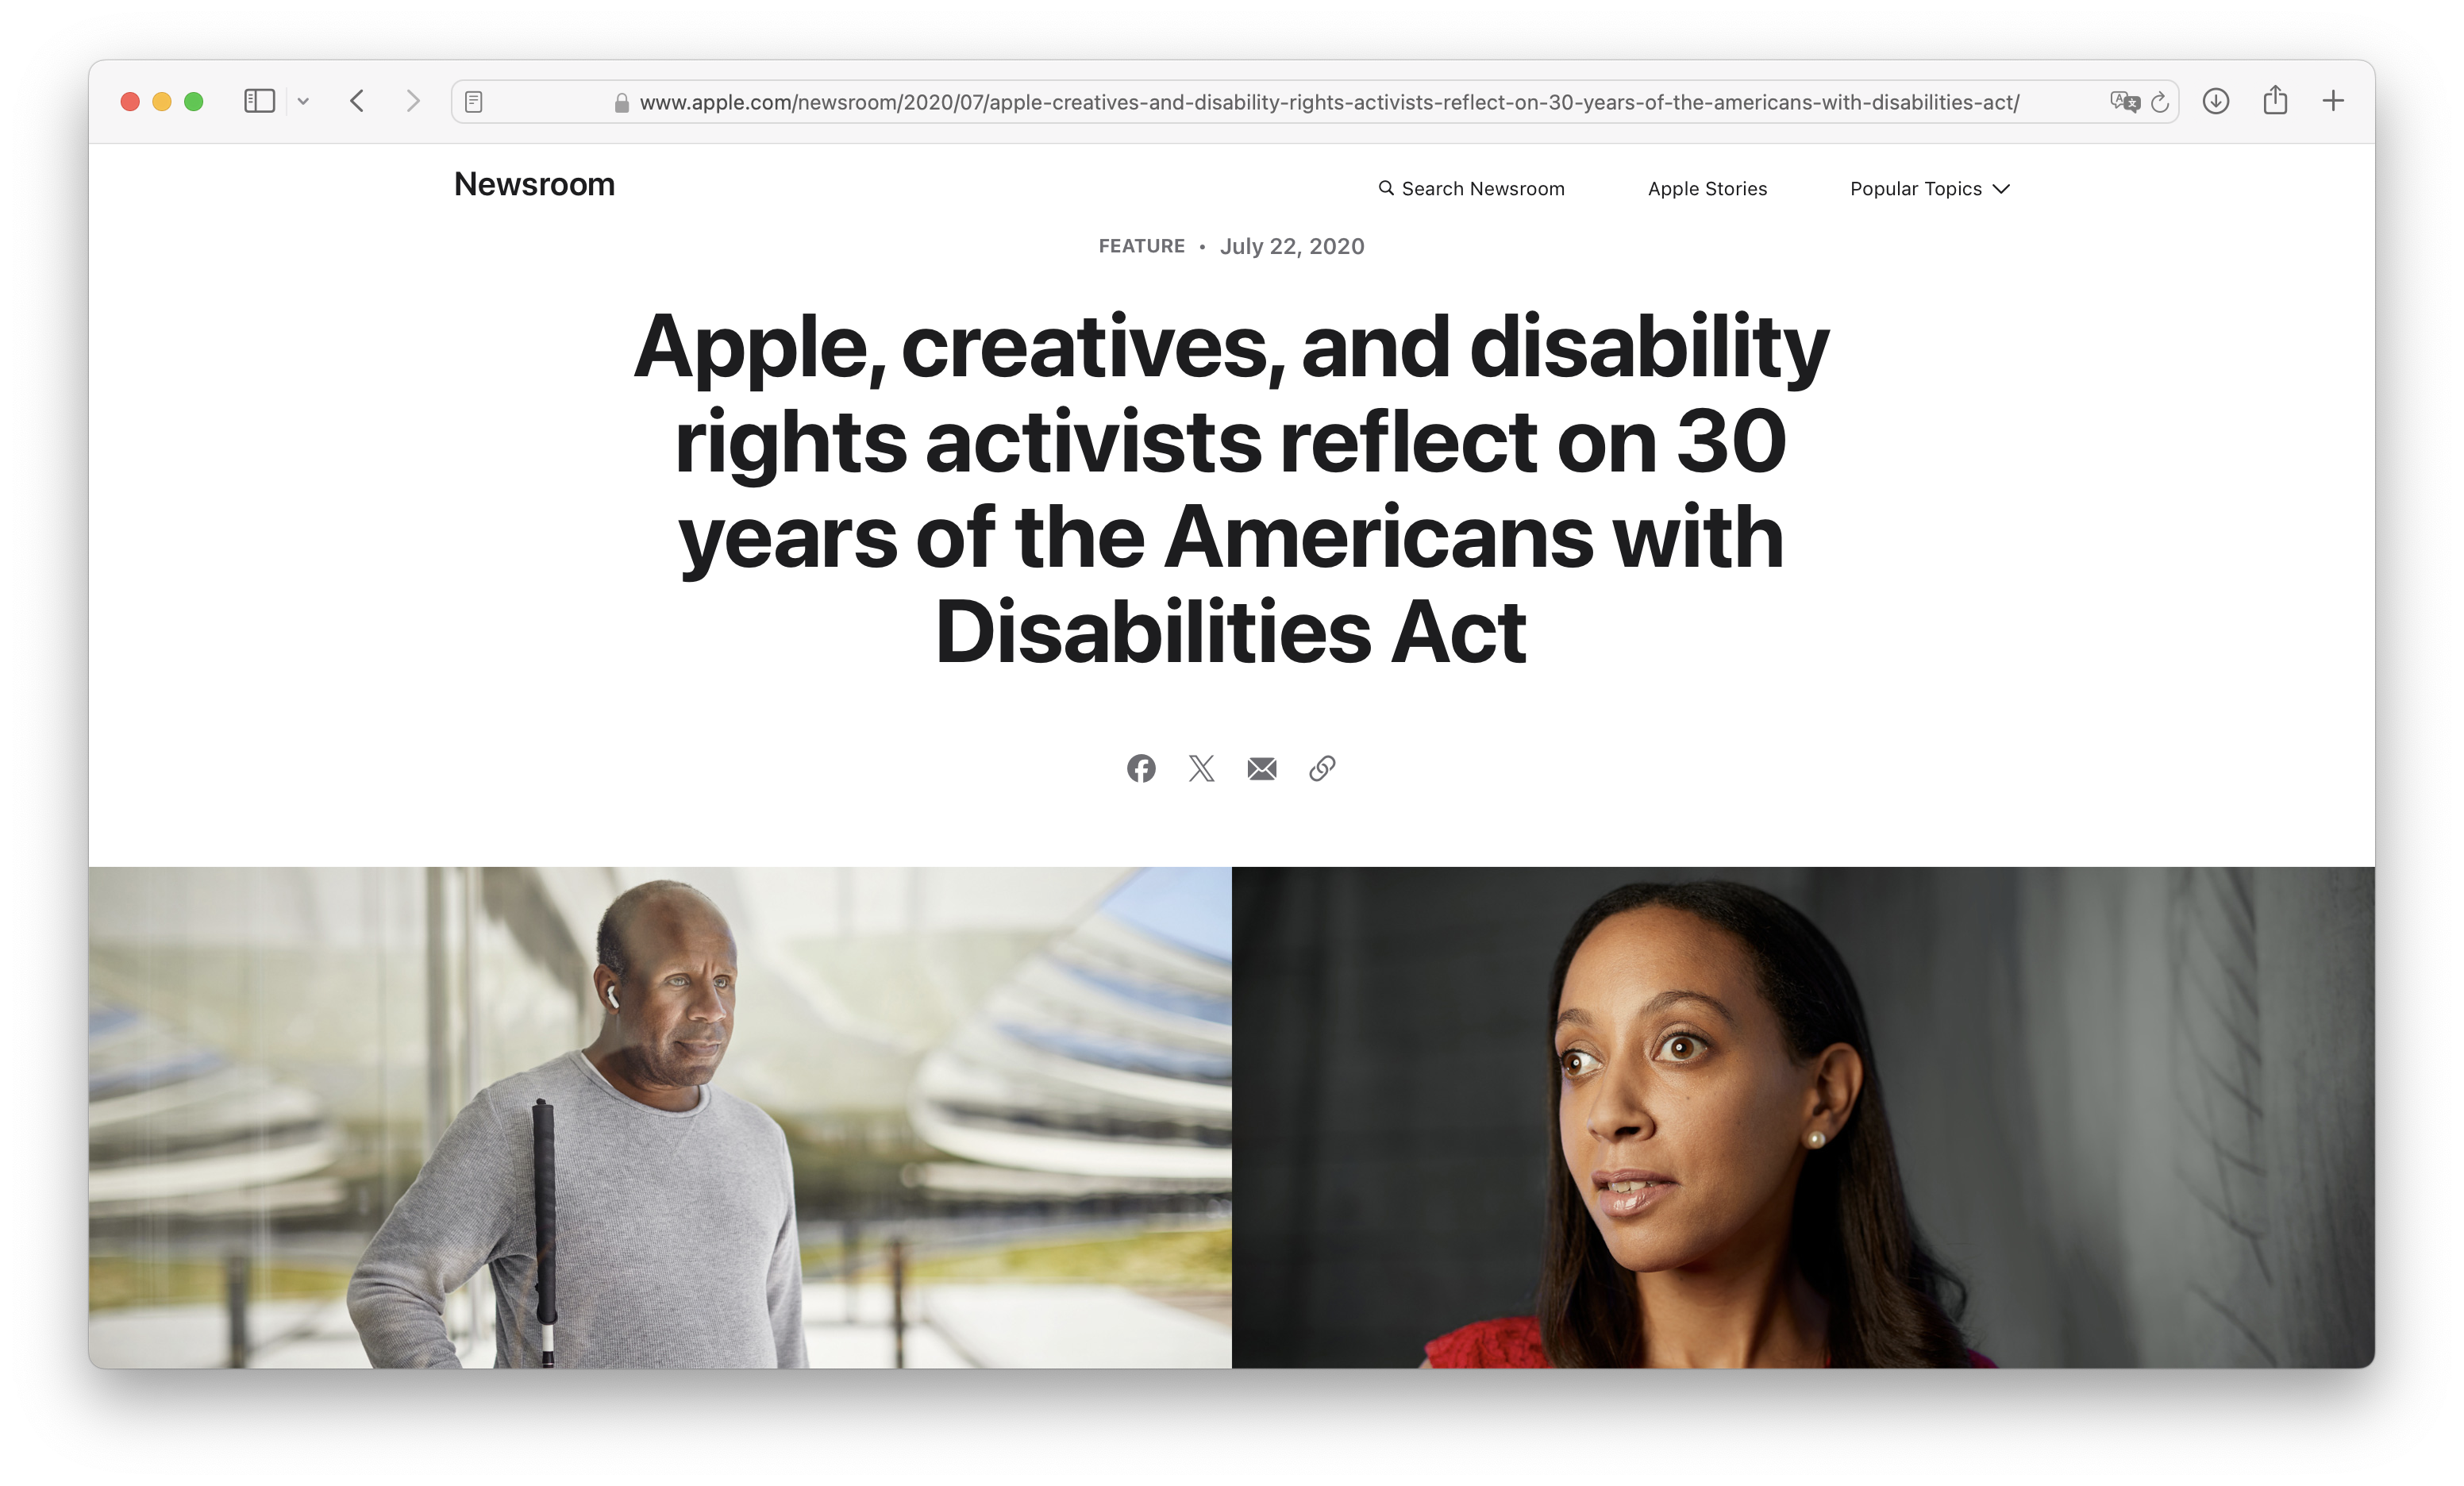 www.apple.com/newsroom/2020/07/apple-creatives-and-disability-rights-activists-reflect-on-30-years-of-the-americans-with-disabilities-act/
Newsroom
Search Newsroom
Apple Stories
Popular Topics
FEATURE • July 22, 2020
Apple, creatives, and disability
rights activists reflect on 30
years of the Americans with
Disabilities Act